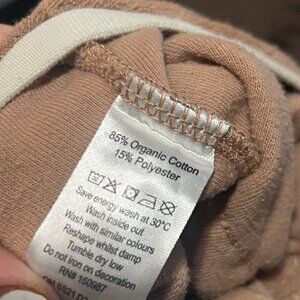 85% Organic Cotton
15% Polyester
Save energy wash at 30°C
Wash inside out
Wash with similar colours
Reshape whilst damp
Tumble dry low
Do not iron on decoration
RN# 150987